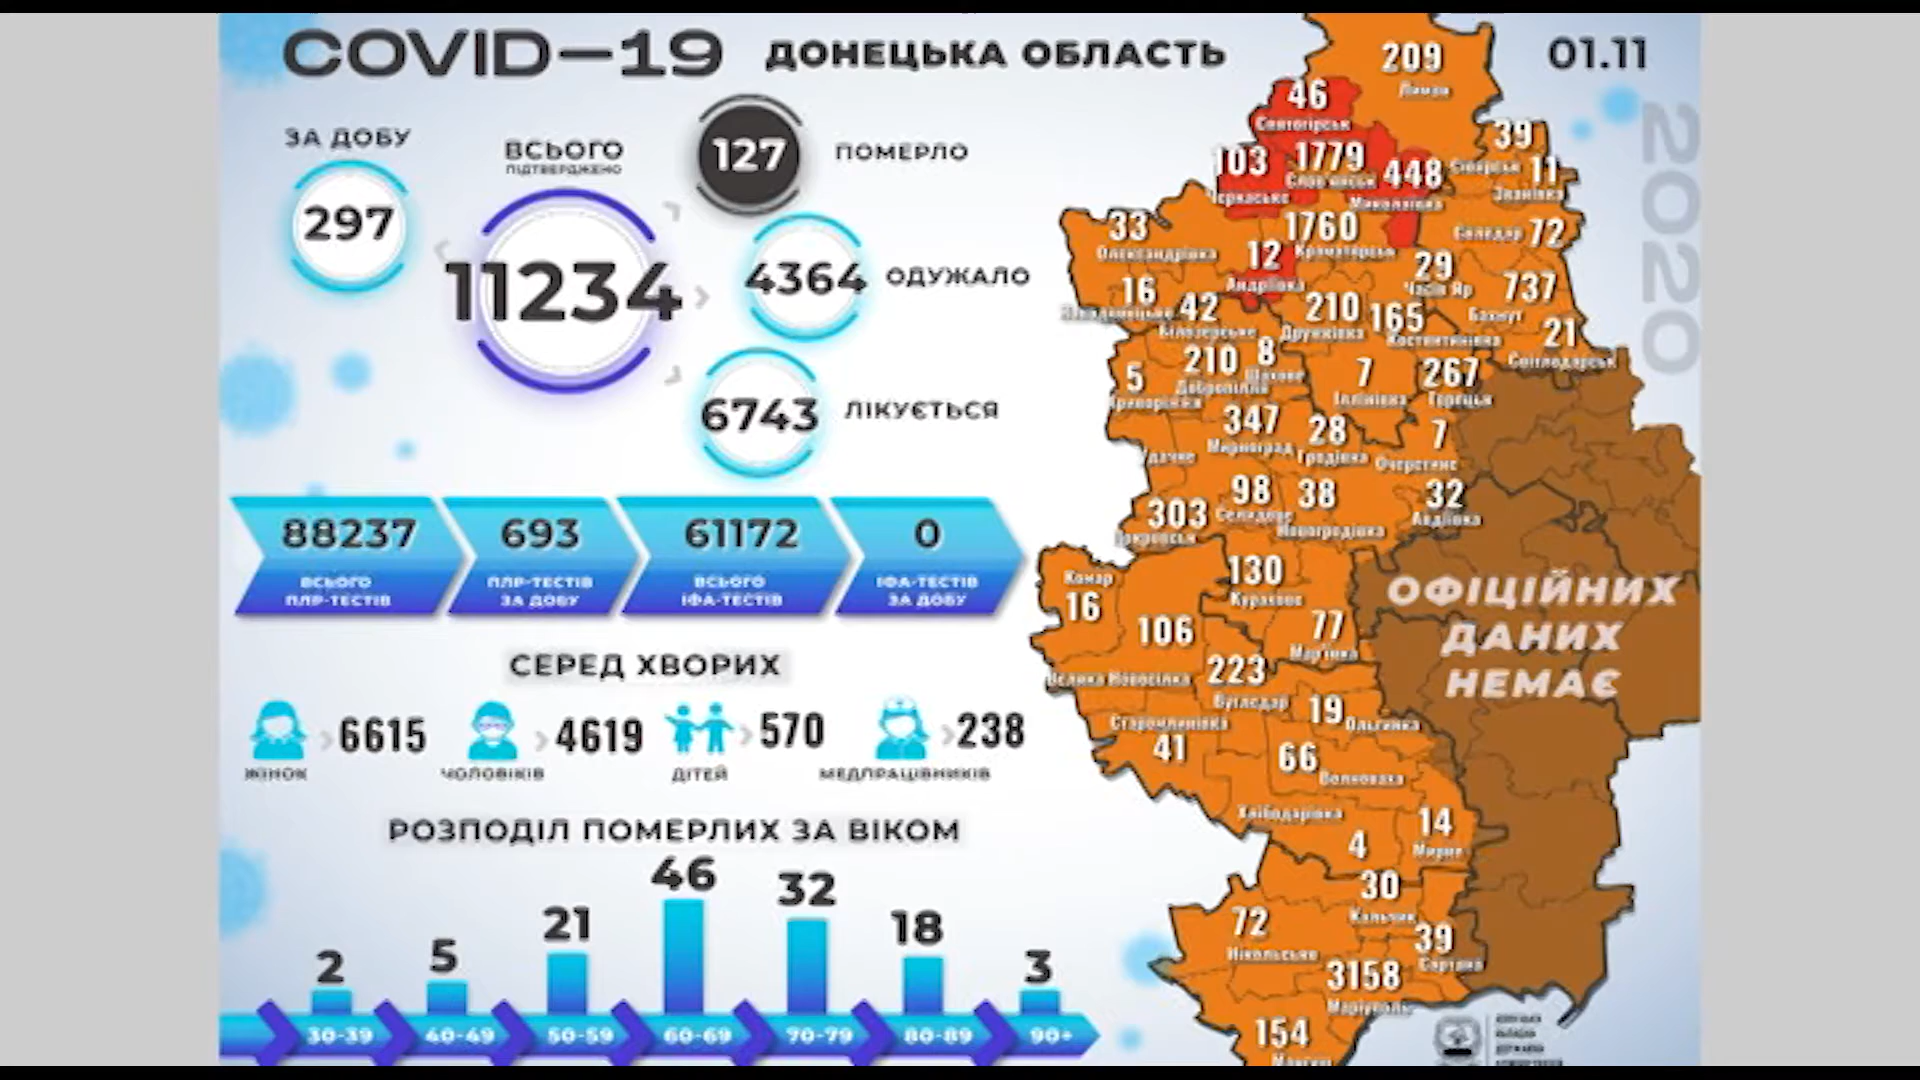 COVID–19 ДОНЕЦЬКА ОБЛАСТЬ 01.11
2020
ЗА ДОБУ
297
ВСЬОГО
ПІДТВЕРДЖЕНО
11234
127 ПОМЕРЛО
4364 ОДУЖАЛО
6743 ЛІКУЄТЬСЯ
88237
ВСЬОГО
ПЛР-ТЕСТІВ
693
ПЛР-ТЕСТІВ
ЗА ДОБУ
61172
ВСЬОГО
ІФА-ТЕСТІВ
0
ІФА-ТЕСТІВ
ЗА ДОБУ
СЕРЕД ХВОРИХ
6615
ЖІНОК
4619
ЧОЛОВІКІВ
570
ДІТЕЙ
238
МЕДПРАЦІВНИКІВ
РОЗПОДІЛ ПОМЕРЛИХ ЗА ВІКОМ
2 5 21 46 32 18 3
30-39 40-49 50-59 60-69 70-79 80-89 90+
209
Лиман
46
Святогірськ
39
Сіверськ
11
Званівка
103
Черкаське
1779
Слов'янськ
448
Миколаївка
33
Олександрівка
1760
Краматорськ
Соледар 72
12
Андріївка
29
Часів Яр
737
Бахмут
16
42
Білозерське
210
Дружківка
165
Костянтинівка
21
Світлодарськ
5
Криворіжжя
210
Добропілля
8
Шахове
7
Іллінівка
267
Торецьк
347
Мирноград
28
Гродівка
7
Очеретине
Удачне
303
Покровськ
98
Селидове
38
Новогродівка
32
Авдіївка
Комар
16
130
Курахове
106
Велика Новосілка
77
Мар'їнка
223
Вугледар
19 Ольгинка
Старомлинівка
41
66
Волноваха
Хлібодарівка
4
14
Мирне
30
Кальчик
72
Нікольське
39
Сартана
3158
Маріуполь
154
Мангуш
ОФІЦІЙНИХ
ДАНИХ
НЕМАЄ